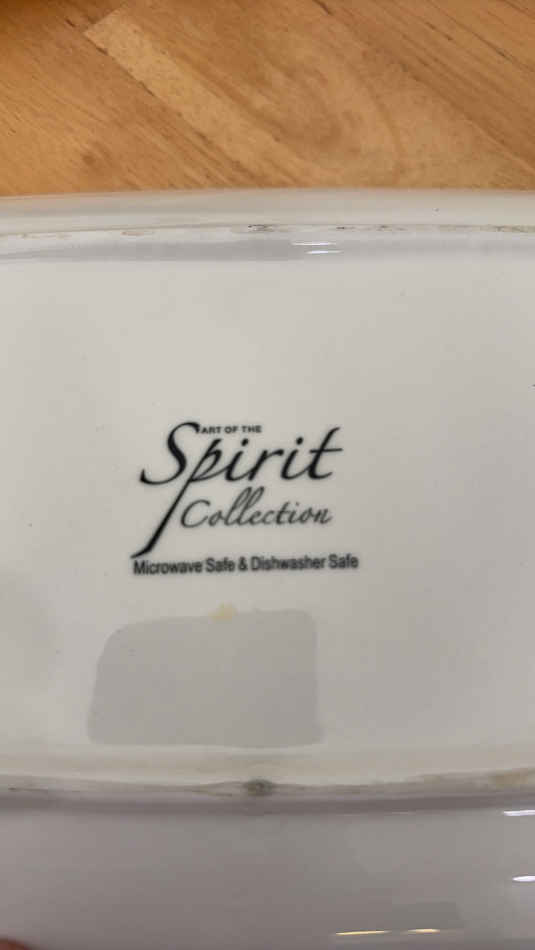 ART OF THE
Spirit
Collection
Microwave Safe & Dishwasher Safe